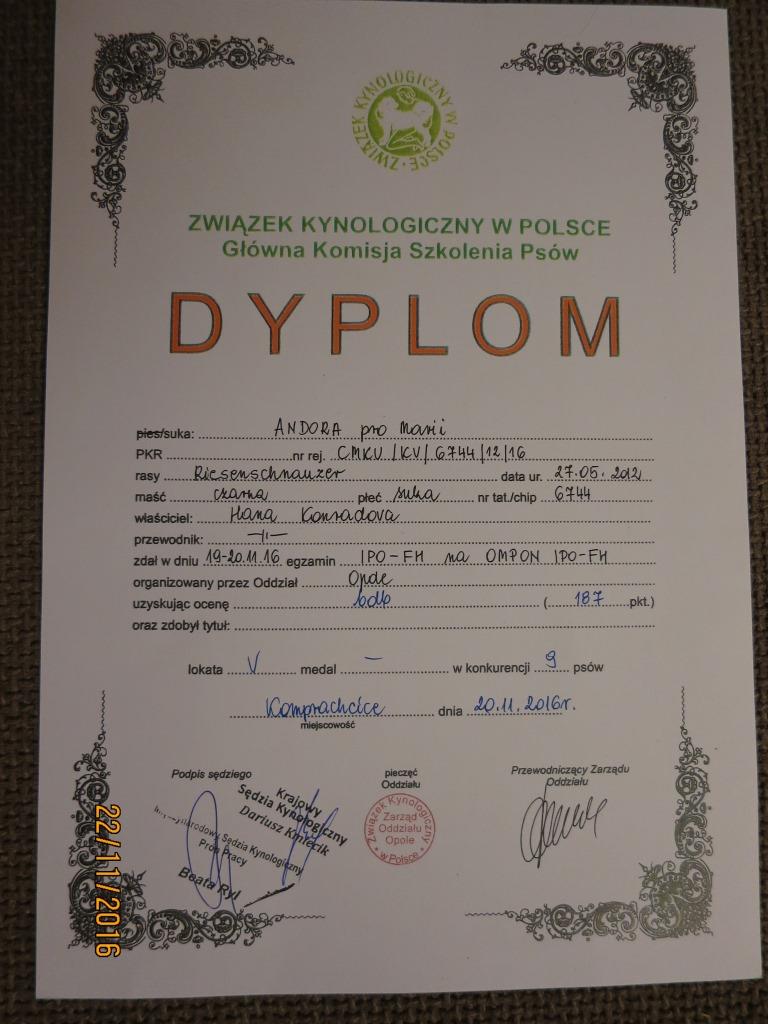 ZWIĄZEK KYNOLOGICZNY W POLSCE
ZWIĄZEK KYNOLOGICZNY W POLSCE
Główna Komisja Szkolenia Psów
DYPLOM
pies/suka: ANDORA pro Marii
PKR nr rej. CMKU/KV/6744/12/16
rasy Riesenschnauzer data ur. 27.05.2012
maść czarna płeć suka nr tat./chip 6744
właściciel: Hana Konradova
przewodnik: -//-
zdał w dniu 19-20.11.16 egzamin IPO-FH na OMPON IPO-FH
organizowany przez Oddział Opole
uzyskując ocenę bdb (187 pkt.)
oraz zdobył tytuł:
lokata V medal - w konkurencji 9 psów
Komprachcice dnia 20.11.2016r.
miejscowość
Podpis sędziego
pieczęć
Oddziału
Przewodniczący Zarządu
Oddziału
Krajowy
Sędzia Kynologiczny
Dariusz Kmiecik
Sędzia Kynologiczny
Prób Pracy
Beata Ryl
Związek Kynologiczny
Zarząd
Oddziału
Opole
w Polsce
22/11/2016